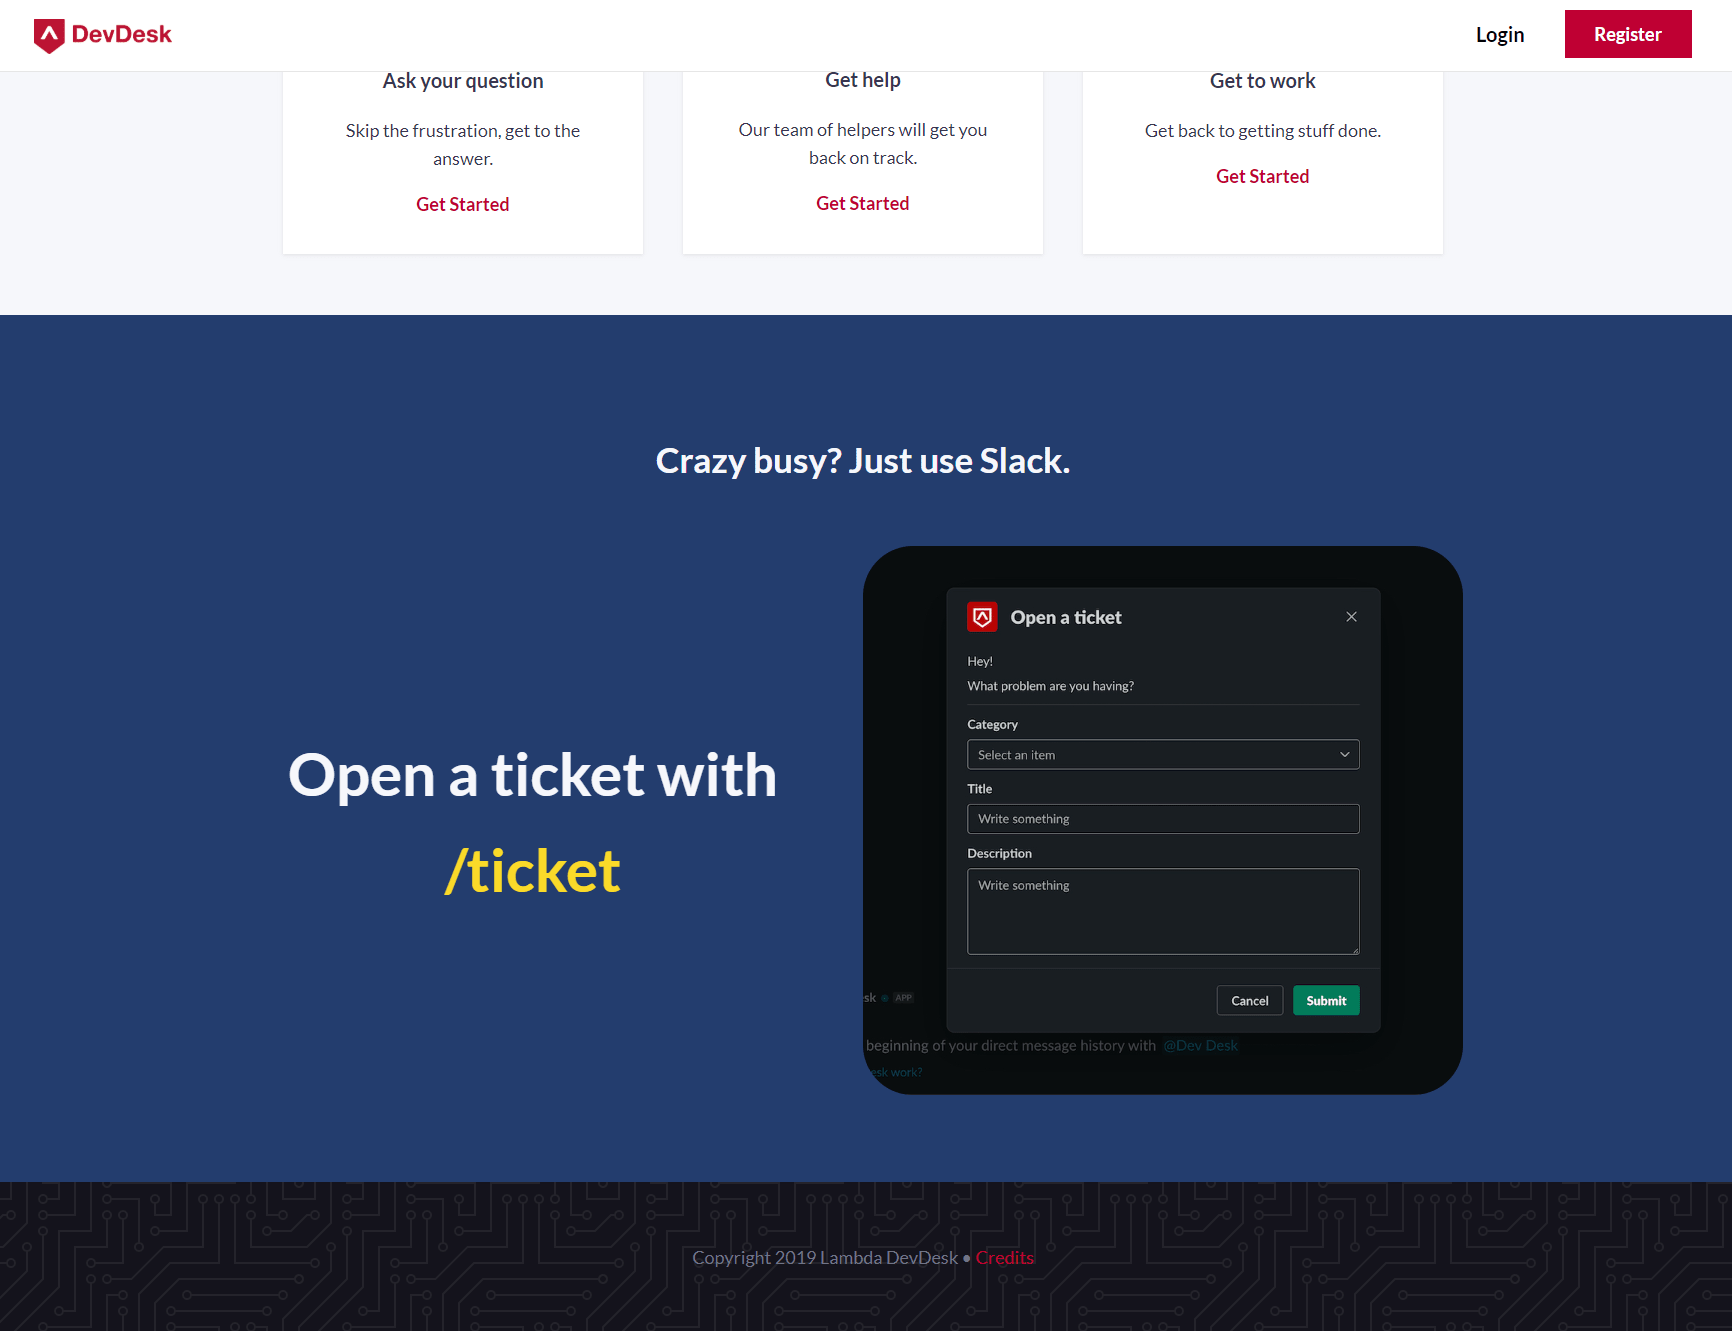 DevDesk
Login
Register
Ask your question
Skip the frustration, get to the
answer.
Get Started
Get help
Our team of helpers will get you
back on track.
Get Started
Get to work
Get back to getting stuff done.
Get Started
Crazy busy? Just use Slack.
Open a ticket with
/ticket
Open a ticket
Hey!
What problem are you having?
Category
Select an item
Title
Write something
Description
Write something
Cancel
Submit
sk APP
beginning of your direct message history with @Dev Desk
esk work?
Copyright 2019 Lambda DevDesk • Credits